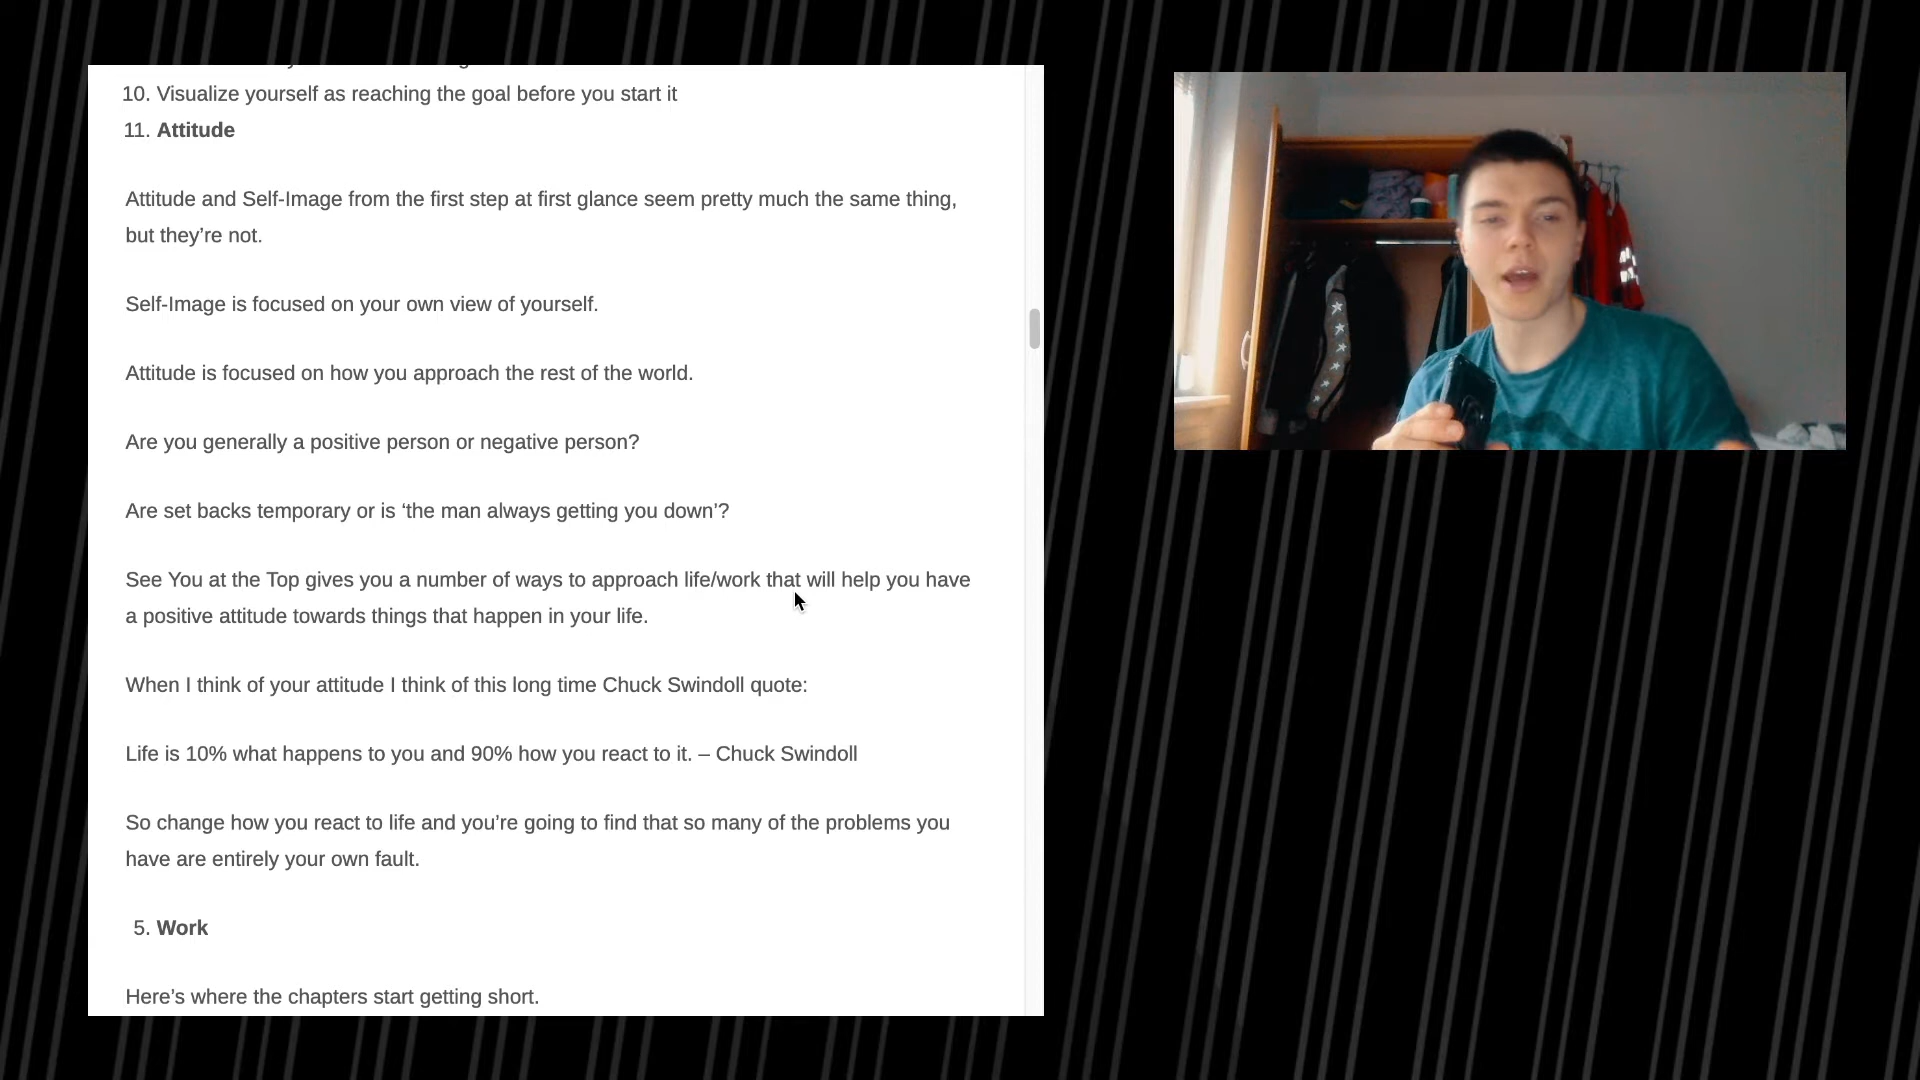 10. Visualize yourself as reaching the goal before you start it
11. Attitude
Attitude and Self-Image from the first step at first glance seem pretty much the same thing,
but they’re not.
Self-Image is focused on your own view of yourself.
Attitude is focused on how you approach the rest of the world.
Are you generally a positive person or negative person?
Are set backs temporary or is ‘the man always getting you down’?
See You at the Top gives you a number of ways to approach life/work that will help you have
a positive attitude towards things that happen in your life.
When I think of your attitude I think of this long time Chuck Swindoll quote:
Life is 10% what happens to you and 90% how you react to it. – Chuck Swindoll
So change how you react to life and you’re going to find that so many of the problems you
have are entirely your own fault.
5. Work
Here’s where the chapters start getting short.